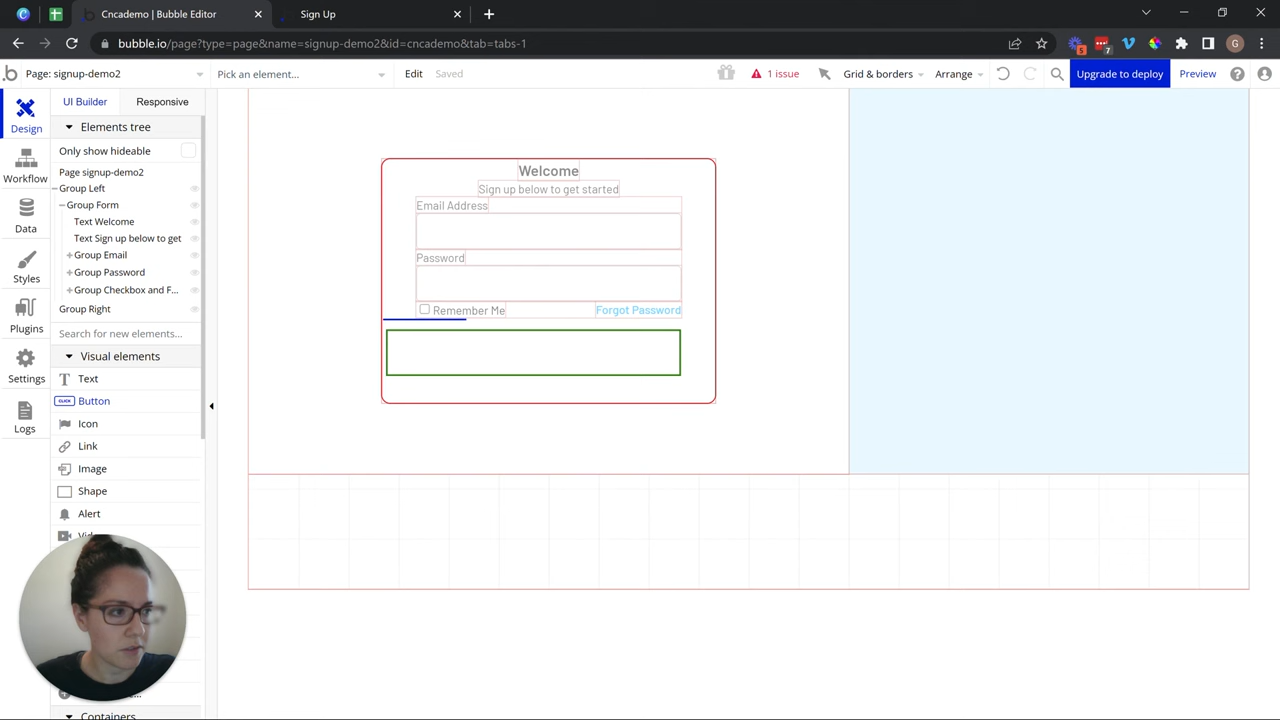 Cncademo | Bubble Editor
Sign Up
bubble.io/page?type=page&name=signup-demo2&id=cncademo&tab=tabs-1
5
7
G
Page: signup-demo2
Pick an element...
Edit
Saved
1 issue
Grid & borders
Arrange
Upgrade to deploy
Preview
Design
Workflow
Data
Styles
Plugins
Settings
Logs
UI Builder
Responsive
Elements tree
Only show hideable
Page signup-demo2
Group Left
Group Form
Text Welcome
Text Sign up below to get
Group Email
Group Password
Group Checkbox and F...
Group Right
Search for new elements...
Visual elements
Text
CLICK
Button
Icon
Link
Image
Shape
Alert
Containers
Welcome
Sign up below to get started
Email Address
Password
Remember Me
Forgot Password